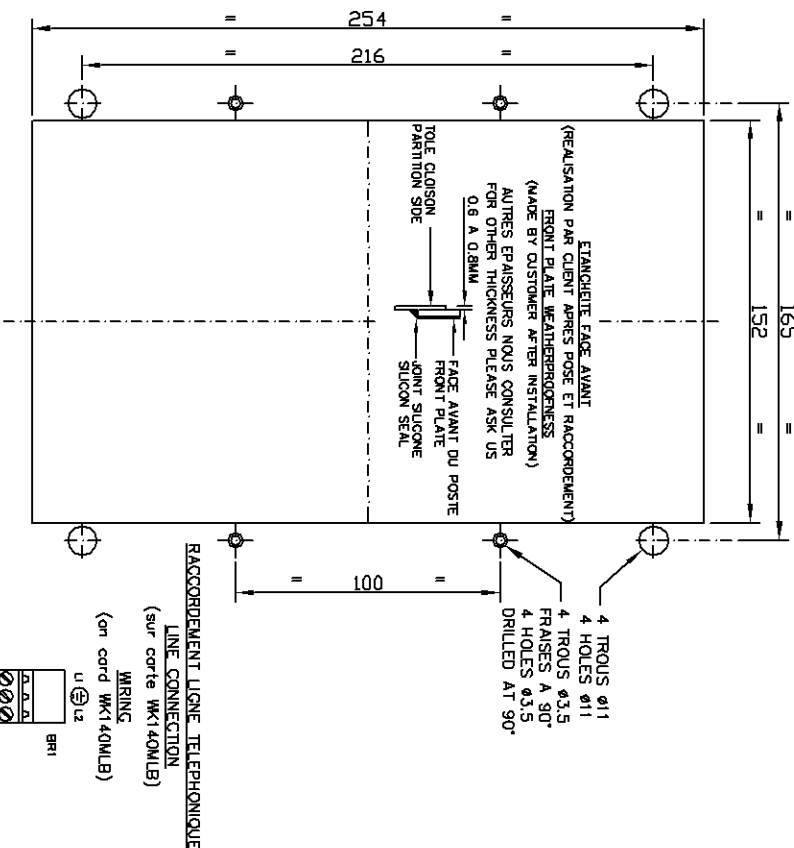 254
=
=
216
=
=
165
=
=
152
=
=
ETANCHEITE FACE AVANT
(REALISATION PAR CLIENT APRES POSE ET RACCORDEMENT)
FRONT PLATE WEATHERPROOFNESS
(MADE BY CUSTOMER AFTER INSTALLATION)
AUTRES EPAISSEURS NOUS CONSULTER
FOR OTHER THICKNESS PLEASE ASK US
0.6 A 0.8MM
TOLE CLOISON
PARTITION SIDE
FACE AVANT DU POSTE
FRONT PLATE
JOINT SILICONE
SILICON SEAL
=
100
=
4 TROUS ø11
4 HOLES ø11
4 TROUS ø3.5
FRAISES A 90°
4 HOLES ø3.5
DRILLED AT 90°
RACCORDEMENT LIGNE TELEPHONIQUE
LINE CONNECTION
(sur carte WK140MLB)
WIRING
(on card WK140MLB)
L1 L2
BR1